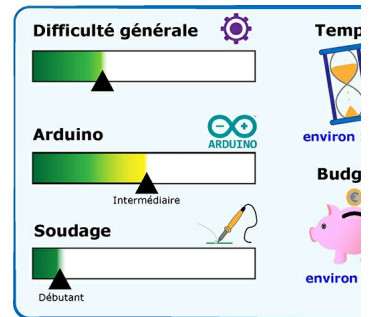 Difficulté générale
Arduino
ARDUINO
Intermédiaire
Soudage
Débutant
Temp
environ
Budg
environ